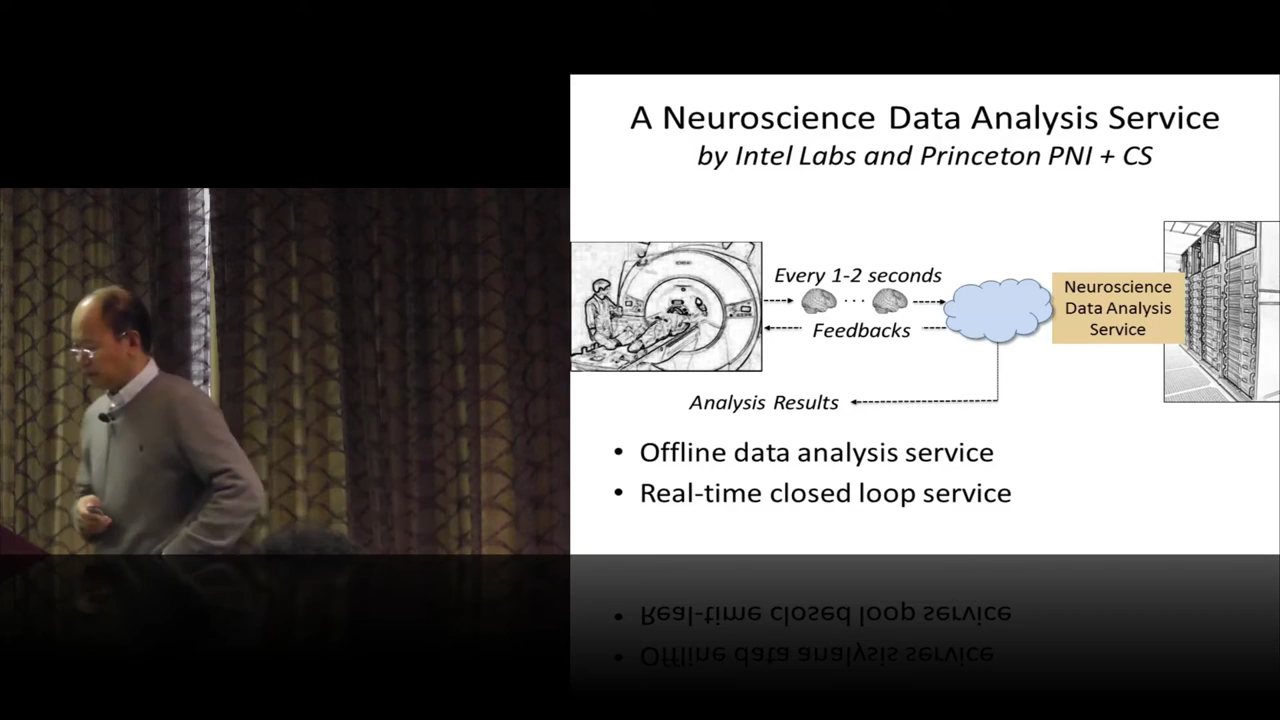 A Neuroscience Data Analysis Service
by Intel Labs and Princeton PNI + CS
Every 1-2 seconds
Feedbacks
Neuroscience
Data Analysis
Service
Analysis Results
• Offline data analysis service
• Real-time closed loop service